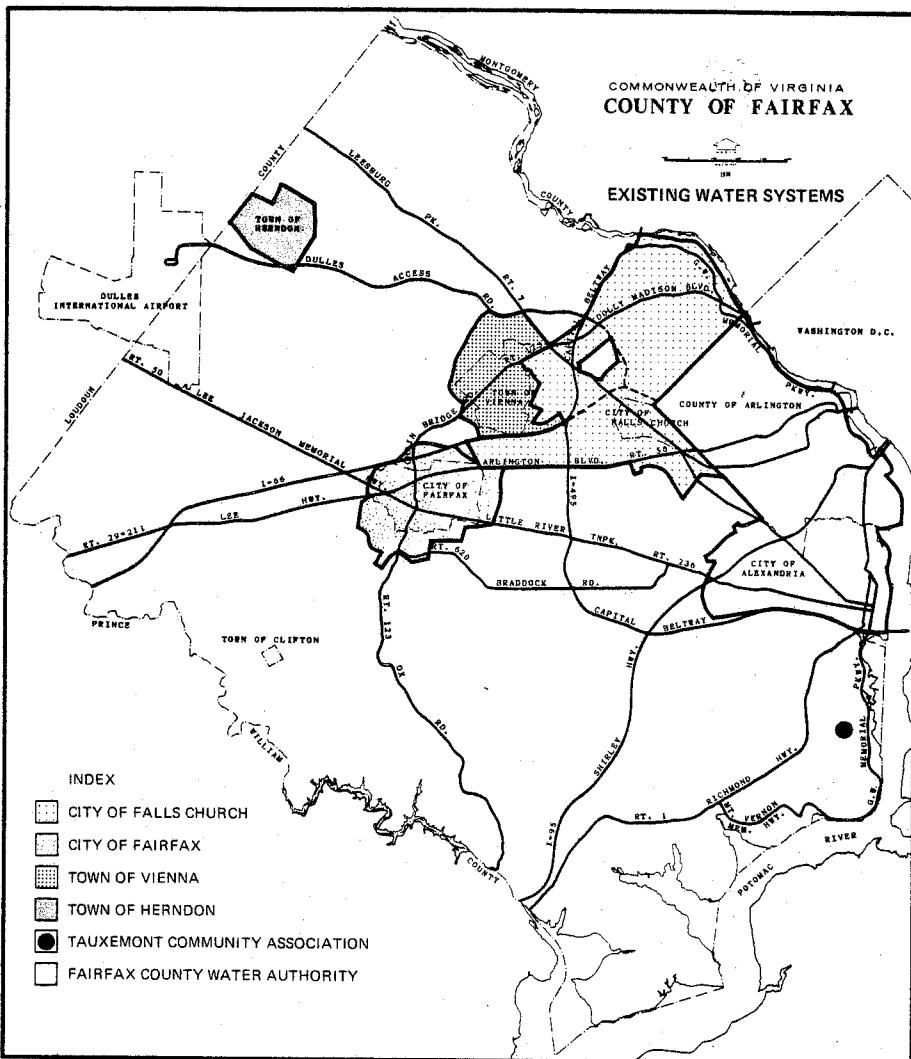 COMMONWEALTH OF VIRGINIA
COUNTY OF FAIRFAX
EXISTING WATER SYSTEMS
MONTGOMERY
COUNTY
COUNTY
LEESBURG
PK.
RT. 7
TOWN OF
HERNDON
DULLES
ACCESS
RD.
DULLES
INTERNATIONAL AIRPORT
BELTWAY
DOLLY MADISON BLVD.
G.W.
MEMORIAL
PKWY.
WASHINGTON D.C.
COUNTY OF ARLINGTON
TOWN OF
VIENNA
CITY OF
FALLS CHURCH
LOUDOUN
RT. 50
LEE
JACKSON
MEMORIAL
BRIDGE
ARLINGTON
BLVD.
RT. 50
I-66
LEE
HWY.
RT. 29-211
CITY OF
FAIRFAX
I-495
LITTLE RIVER
TNPK.
RT. 236
RT. 620
BRADDOCK
RD.
CITY OF
ALEXANDRIA
CAPITAL
BELTWAY
PRINCE
WILLIAM
COUNTY
TOWN OF CLIFTON
RT. 123
OX
RD.
SHIRLEY
HWY.
I-95
RT. 1
RICHMOND
HWY.
MT. VERNON
MEM. HWY.
G.W.
MEMORIAL
PKWY.
POTOMAC
RIVER
INDEX
CITY OF FALLS CHURCH
CITY OF FAIRFAX
TOWN OF VIENNA
TOWN OF HERNDON
TAUXEMONT COMMUNITY ASSOCIATION
FAIRFAX COUNTY WATER AUTHORITY